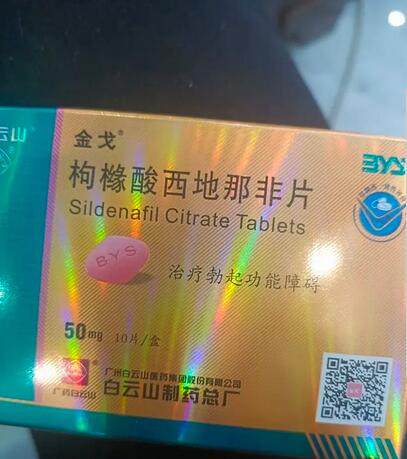 云山
金戈®
BYS
枸橼酸西地那非片
Sildenafil Citrate Tablets
BYS
治疗勃起功能障碍
50mg 10片/盒
广州白云山医药集团股份有限公司
广药白云山 白云山制药总厂